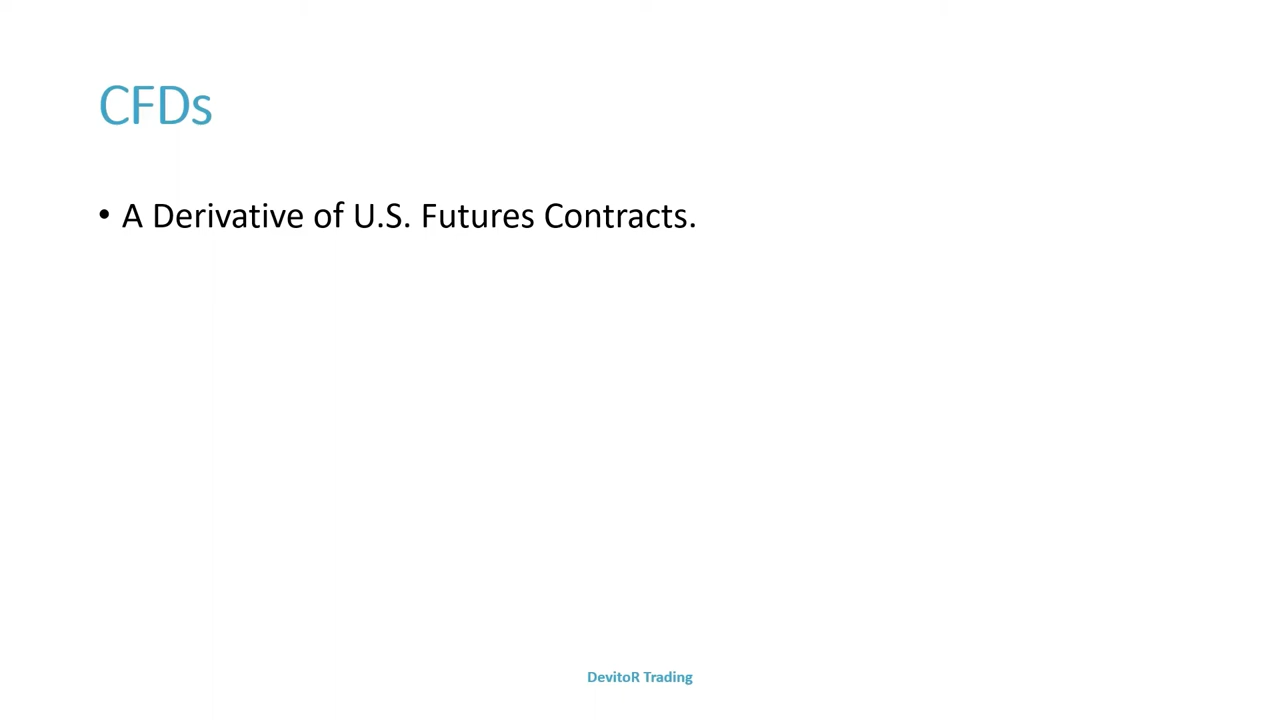 CFDs
• A Derivative of U.S. Futures Contracts.
DevitoR Trading